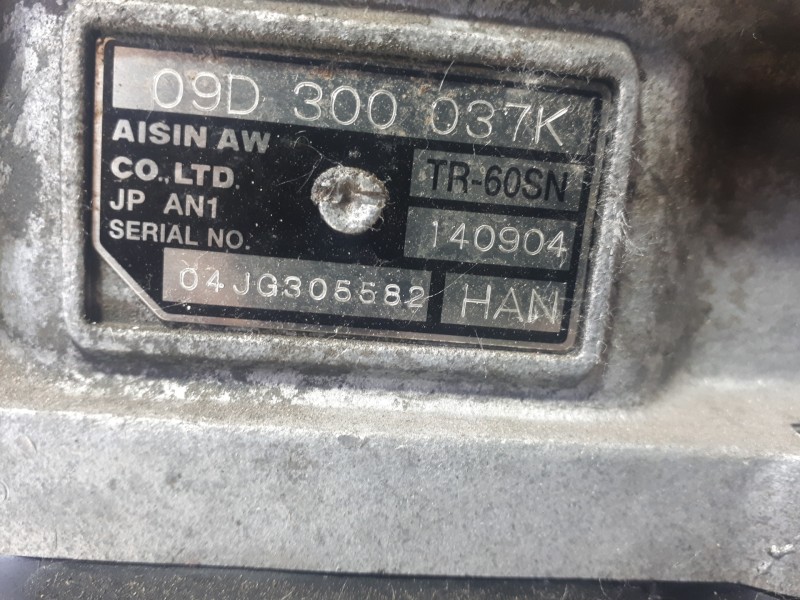 09D 300 037K
AISIN AW
CO.,LTD.
JP AN1
TR-60SN
SERIAL NO.
140904
04JG305582
HAN